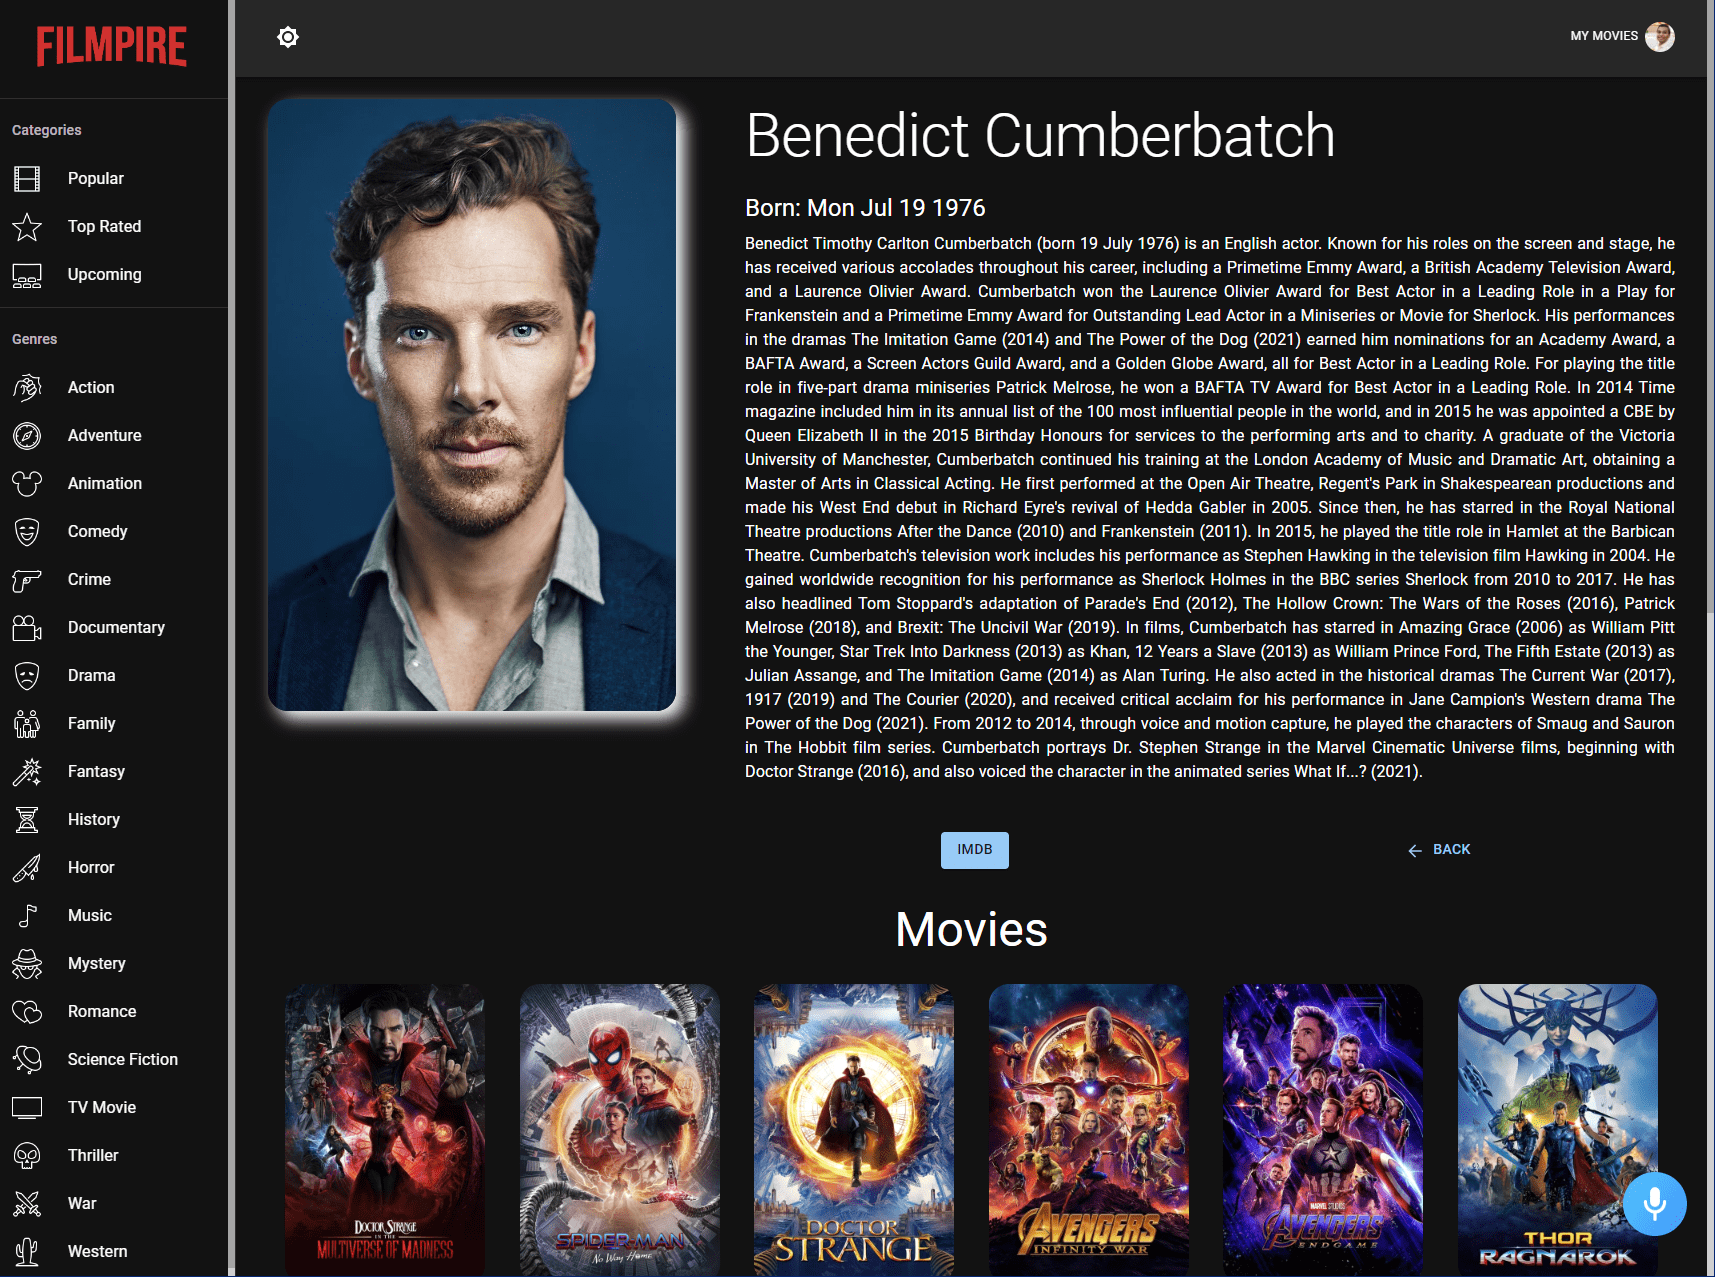 FILMPIRE
MY MOVIES
Categories
Popular
Top Rated
Upcoming
Genres
Action
Adventure
Animation
Comedy
Crime
Documentary
Drama
Family
Fantasy
History
Horror
Music
Mystery
Romance
Science Fiction
TV Movie
Thriller
War
Western
Benedict Cumberbatch
Born: Mon Jul 19 1976
Benedict Timothy Carlton Cumberbatch (born 19 July 1976) is an English actor. Known for his roles on the screen and stage, he
has received various accolades throughout his career, including a Primetime Emmy Award, a British Academy Television Award,
and a Laurence Olivier Award. Cumberbatch won the Laurence Olivier Award for Best Actor in a Leading Role in a Play for
Frankenstein and a Primetime Emmy Award for Outstanding Lead Actor in a Miniseries or Movie for Sherlock. His performances
in the dramas The Imitation Game (2014) and The Power of the Dog (2021) earned him nominations for an Academy Award, a
BAFTA Award, a Screen Actors Guild Award, and a Golden Globe Award, all for Best Actor in a Leading Role. For playing the title
role in five-part drama miniseries Patrick Melrose, he won a BAFTA TV Award for Best Actor in a Leading Role. In 2014 Time
magazine included him in its annual list of the 100 most influential people in the world, and in 2015 he was appointed a CBE by
Queen Elizabeth II in the 2015 Birthday Honours for services to the performing arts and to charity. A graduate of the Victoria
University of Manchester, Cumberbatch continued his training at the London Academy of Music and Dramatic Art, obtaining a
Master of Arts in Classical Acting. He first performed at the Open Air Theatre, Regent's Park in Shakespearean productions and
made his West End debut in Richard Eyre's revival of Hedda Gabler in 2005. Since then, he has starred in the Royal National
Theatre productions After the Dance (2010) and Frankenstein (2011). In 2015, he played the title role in Hamlet at the Barbican
Theatre. Cumberbatch's television work includes his performance as Stephen Hawking in the television film Hawking in 2004. He
gained worldwide recognition for his performance as Sherlock Holmes in the BBC series Sherlock from 2010 to 2017. He has
also headlined Tom Stoppard's adaptation of Parade's End (2012), The Hollow Crown: The Wars of the Roses (2016), Patrick
Melrose (2018), and Brexit: The Uncivil War (2019). In films, Cumberbatch has starred in Amazing Grace (2006) as William Pitt
the Younger, Star Trek Into Darkness (2013) as Khan, 12 Years a Slave (2013) as William Prince Ford, The Fifth Estate (2013) as
Julian Assange, and The Imitation Game (2014) as Alan Turing. He also acted in the historical dramas The Current War (2017),
1917 (2019) and The Courier (2020), and received critical acclaim for his performance in Jane Campion's Western drama The
Power of the Dog (2021). From 2012 to 2014, through voice and motion capture, he played the characters of Smaug and Sauron
in The Hobbit film series. Cumberbatch portrays Dr. Stephen Strange in the Marvel Cinematic Universe films, beginning with
Doctor Strange (2016), and also voiced the character in the animated series What If...? (2021).
IMDB
BACK
Movies
DOCTOR STRANGE
IN THE
MULTIVERSE OF MADNESS
SPIDER-MAN
No Way Home
DOCTOR
STRANGE
AVENGERS
INFINITY WAR
MARVEL STUDIOS
AVENGERS
ENDGAME
THOR
RAGNAROK